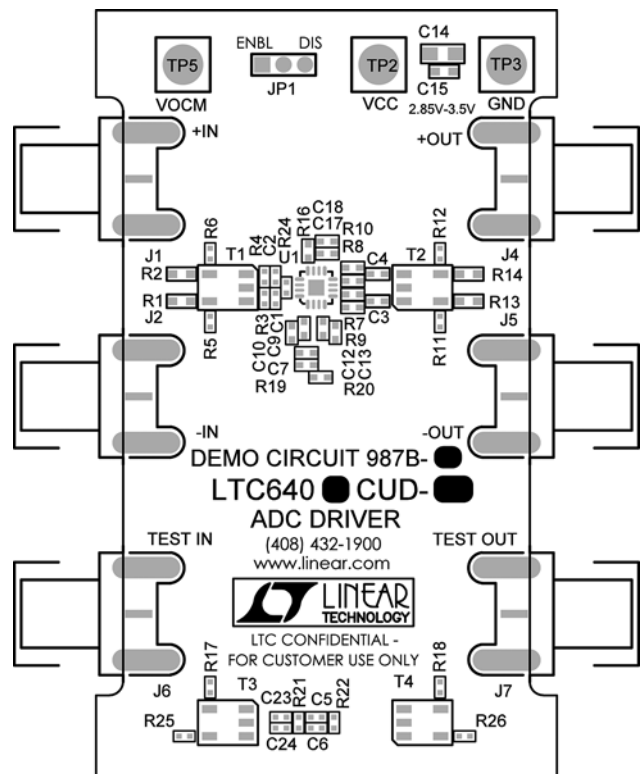 ENBL DIS
C14
TP5
TP2
TP3
JP1
C15
VOCM
VCC
2.85V-3.5V
GND
+IN
+OUT
R6
R4
C2
R24
R16
C18
C17
R10
R8
R12
J1
T1
U1
C4
T2
J4
R2
R14
R1
R13
J2
R3
C1
C3
J5
R5
R7
R9
R11
C10
C9
C7
C12
C13
R19
R20
-IN
-OUT
DEMO CIRCUIT 987B-
LTC640 CUD-
ADC DRIVER
TEST IN
(408) 432-1900
TEST OUT
www.linear.com
LT LINEAR
TECHNOLOGY
LTC CONFIDENTIAL -
FOR CUSTOMER USE ONLY
R17
R18
J6
T3
C23
R21
C5
R22
T4
J7
R25
C24
C6
R26